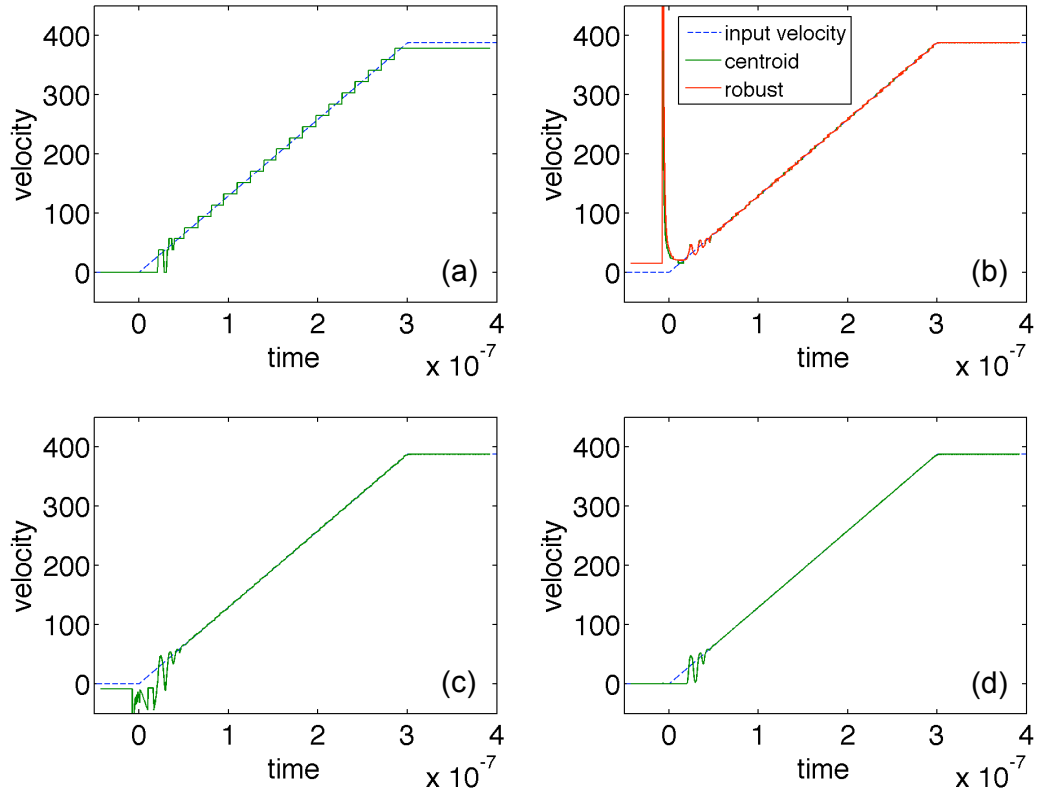 400
300
200
100
0
velocity
(a)
0 1 2 3 4
time
x 10-7
400
300
200
100
0
velocity
input velocity
centroid
robust
(b)
0 1 2 3 4
time
x 10-7
400
300
200
100
0
velocity
(c)
0 1 2 3 4
time
x 10-7
400
300
200
100
0
velocity
(d)
0 1 2 3 4
time
x 10-7